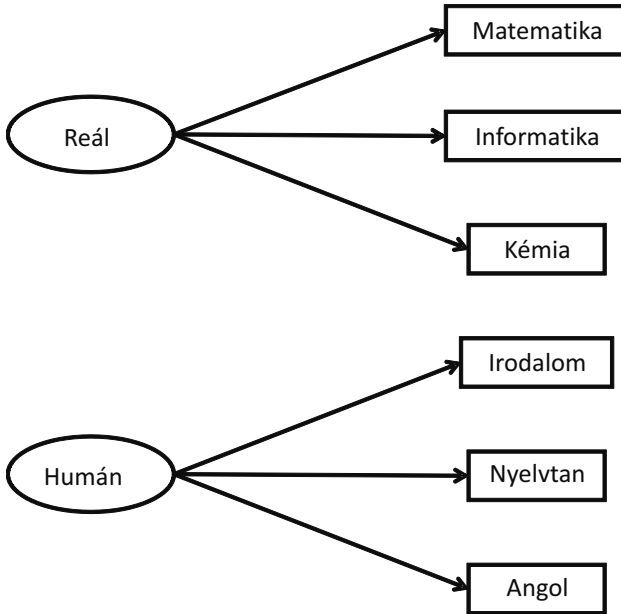 Matematika
Reál
Informatika
Kémia
Irodalom
Humán
Nyelvtan
Angol